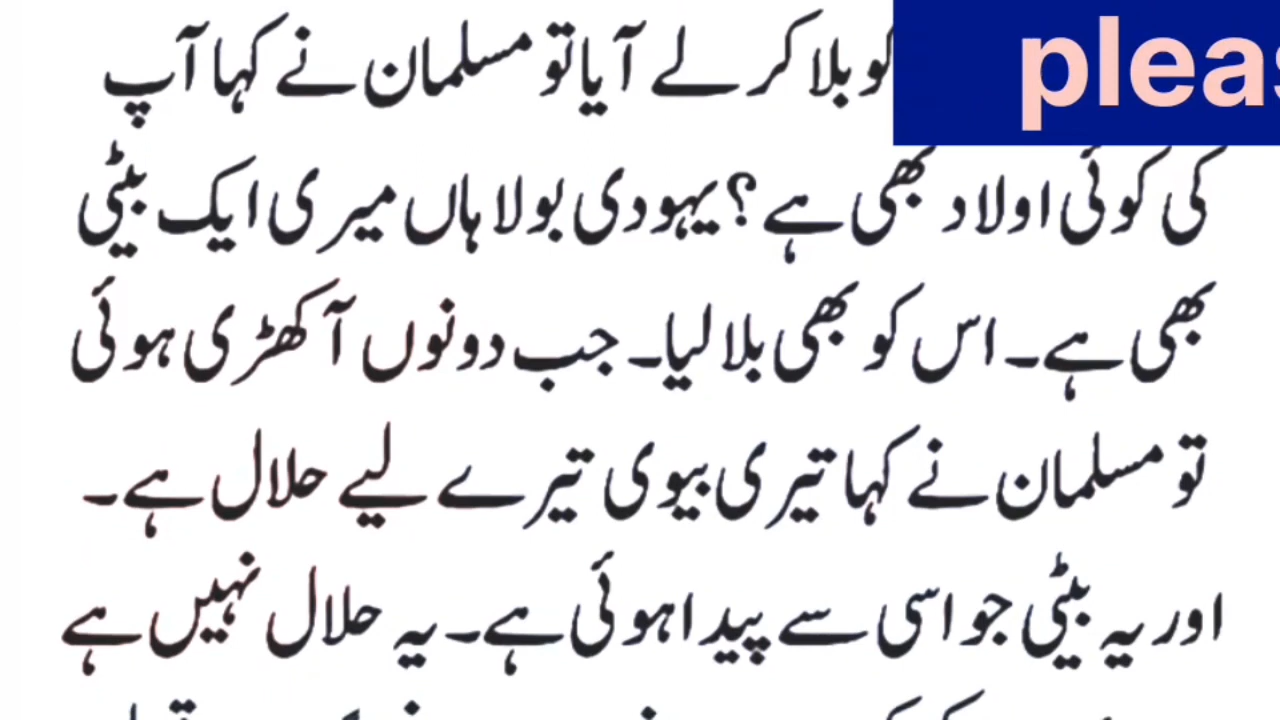 کو بلا کر لے آیا تو مسلمان نے کہا آپ
کی کوئی اولاد بھی ہے؟ یہودی بولا ہاں میری ایک بیٹی
بھی ہے۔ اس کو بھی بلا لیا۔ جب دونوں آ کھڑی ہوئی
تو مسلمان نے کہا تیری بیوی تیرے لیے حلال ہے۔
اور یہ بیٹی جو اسی سے پیدا ہوئی ہے۔ یہ حلال نہیں ہے